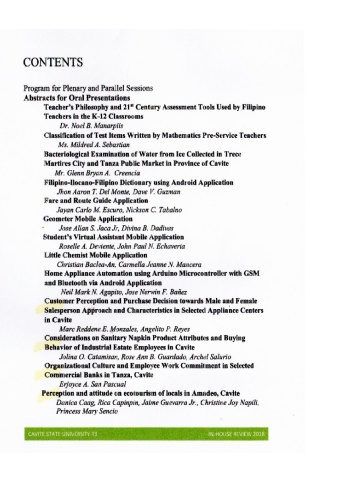 CONTENTS
Program for Plenary and Parallel Sessions
Abstracts for Oral Presentations
Teacher's Philosophy and 21st Century Assessment Tools Used by Filipino
Teachers in the K-12 Classrooms
Dr. Noel B. Manarpiis
Classification of Test Items Written by Mathematics Pre-Service Teachers
Ms. Mildred A. Sebastian
Bacteriological Examination of Water from Ice Collected in Trece
Martires City and Tanza Public Market in Province of Cavite
Mr. Glenn Bryan A. Creencia
Filipino-Ilocano-Filipino Dictionary using Android Application
Jhon Aaron T. Del Monte, Dave V. Guzman
Fare and Route Guide Application
Jayan Carlo M. Escuro, Nickson C. Tabalno
Geometer Mobile Application
Jose Alian S. Jaca Jr, Divina B. Dadivas
Student's Virtual Assistant Mobile Application
Roselle A. Deviente, John Paul N. Echaveria
Little Chemist Mobile Application
Christian Baclas-An, Carmella Jeanne N. Mancera
Home Appliance Automation using Arduino Microcontroller with GSM
and Bluetooth via Android Application
Neil Mark N. Agapito, Jose Nerwin F. Bañez
Customer Perception and Purchase Decision towards Male and Female
Salesperson Approach and Characteristics in Selected Appliance Centers
in Cavite
Marc Reddene E. Monzales, Angelito P. Reyes
Considerations on Sanitary Napkin Product Attributes and Buying
Behavior of Industrial Estate Employees in Cavite
Jolina O. Catamisan, Rose Ann B. Guardado, Archol Salurio
Organizational Culture and Employee Work Commitment in Selected
Commercial Banks in Tanza, Cavite
Erjoyce A. San Pascual
Perception and attitude on ecotourism of locals in Amadeo, Cavite
Danica Caag, Rica Capinpin, Jaime Guevarra Jr., Christine Joy Napili,
Princess Mary Sencio
CAVITE STATE UNIVERSITY-T3 IN-HOUSE REVIEW 2018